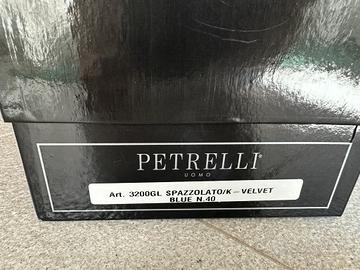 PETRELLI®
UOMO
Art. 3200GL SPAZZOLATO/K-VELVET
BLUE N.40